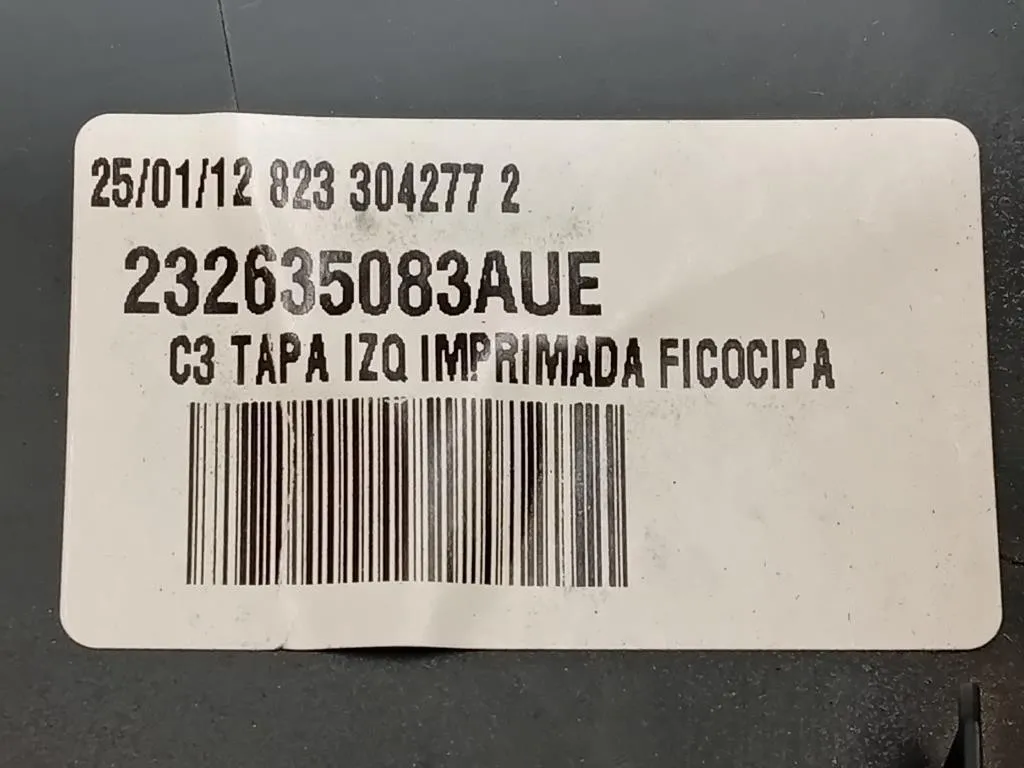 25/01/12 823 304277 2
232635083AUE
C3 TAPA IZQ IMPRIMADA FICOCIPA